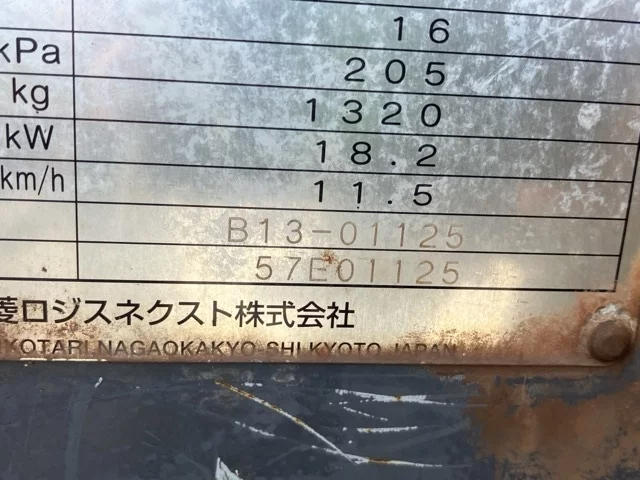 16
kPa 205
kg 1320
kW 18.2
km/h 11.5
B13-01125
57E01125
菱ロジスネクスト株式会社
KOTARI NAGAOKAKYO-SHI KYOTO JAPAN